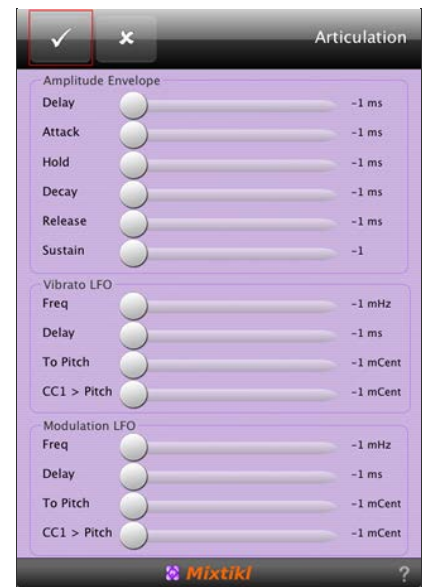 Articulation
Amplitude Envelope
Delay -1 ms
Attack -1 ms
Hold -1 ms
Decay -1 ms
Release -1 ms
Sustain -1
Vibrato LFO
Freq -1 mHz
Delay -1 ms
To Pitch -1 mCent
CC1 > Pitch -1 mCent
Modulation LFO
Freq -1 mHz
Delay -1 ms
To Pitch -1 mCent
CC1 > Pitch -1 mCent
Mixtikl ?